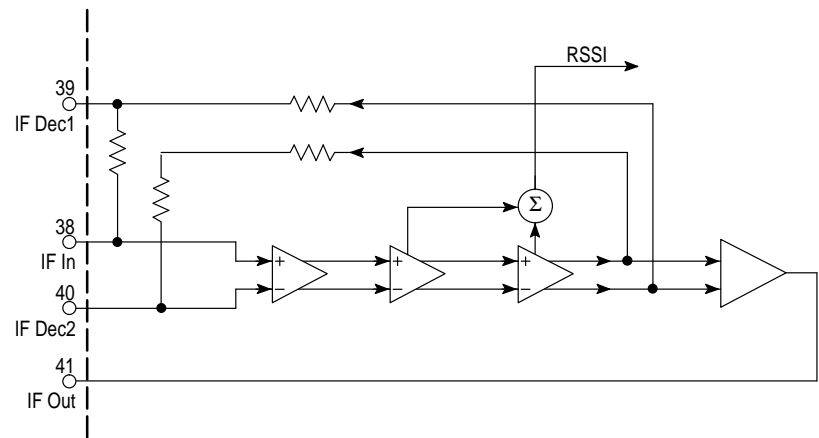 RSSI
39
IF Dec1
Σ
38
IF In
+
+
+
40
−
−
−
IF Dec2
41
IF Out